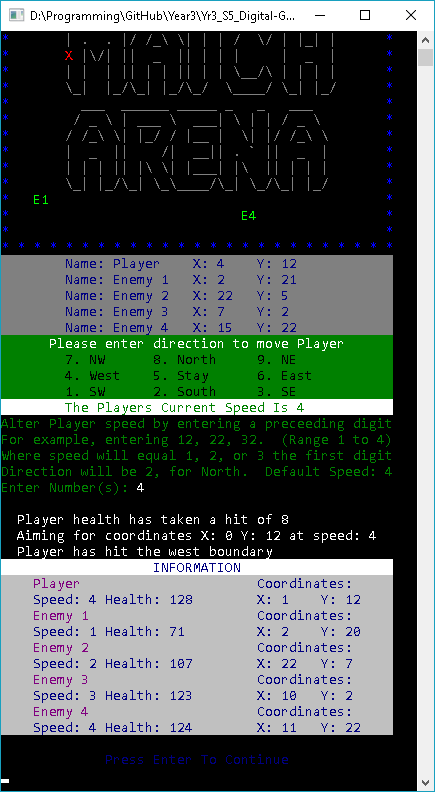 D:\Programming\GitHub\Year3\Yr3_S5_Digital-G...
X
E1
E4
* * * * * * * * * * * * * * * * * * * * * * * * *
Name: Player X: 4 Y: 12
Name: Enemy 1 X: 2 Y: 21
Name: Enemy 2 X: 22 Y: 5
Name: Enemy 3 X: 7 Y: 2
Name: Enemy 4 X: 15 Y: 22
Please enter direction to move Player
7. NW 8. North 9. NE
4. West 5. Stay 6. East
1. SW 2. South 3. SE
The Players Current Speed Is 4
Alter Player speed by entering a preceeding digit
For example, entering 12, 22, 32. (Range 1 to 4)
Where speed will equal 1, 2, or 3 the first digit
Direction will be 2, for North. Default Speed: 4
Enter Number(s): 4
Player health has taken a hit of 8
Aiming for coordinates X: 0 Y: 12 at speed: 4
Player has hit the west boundary
INFORMATION
Player Coordinates:
Speed: 4 Health: 128 X: 1 Y: 12
Enemy 1 Coordinates:
Speed: 1 Health: 71 X: 2 Y: 20
Enemy 2 Coordinates:
Speed: 2 Health: 107 X: 22 Y: 7
Enemy 3 Coordinates:
Speed: 3 Health: 123 X: 10 Y: 2
Enemy 4 Coordinates:
Speed: 4 Health: 124 X: 11 Y: 22
Press Enter To Continue